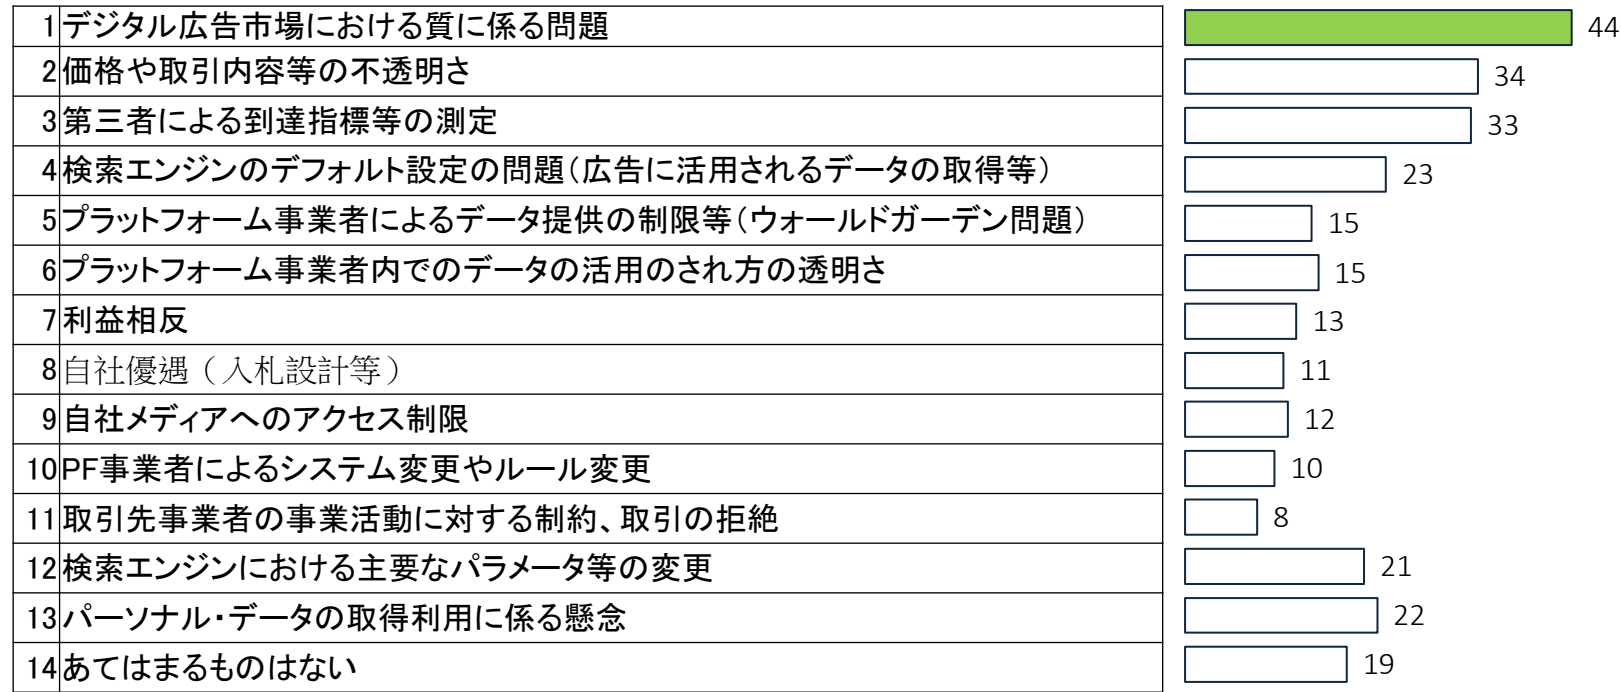 1 デジタル広告市場における質に係る問題 44
2 価格や取引内容等の不透明さ 34
3 第三者による到達指標等の測定 33
4 検索エンジンのデフォルト設定の問題（広告に活用されるデータの取得等） 23
5 プラットフォーム事業者によるデータ提供の制限等（ウォールドガーデン問題） 15
6 プラットフォーム事業者内でのデータの活用のされ方の透明さ 15
7 利益相反 13
8 自社優遇（入札設計等） 11
9 自社メディアへのアクセス制限 12
10 PF事業者によるシステム変更やルール変更 10
11 取引先事業者の事業活動に対する制約、取引の拒絶 8
12 検索エンジンにおける主要なパラメータ等の変更 21
13 パーソナル・データの取得利用に係る懸念 22
14 あてはまるものはない 19